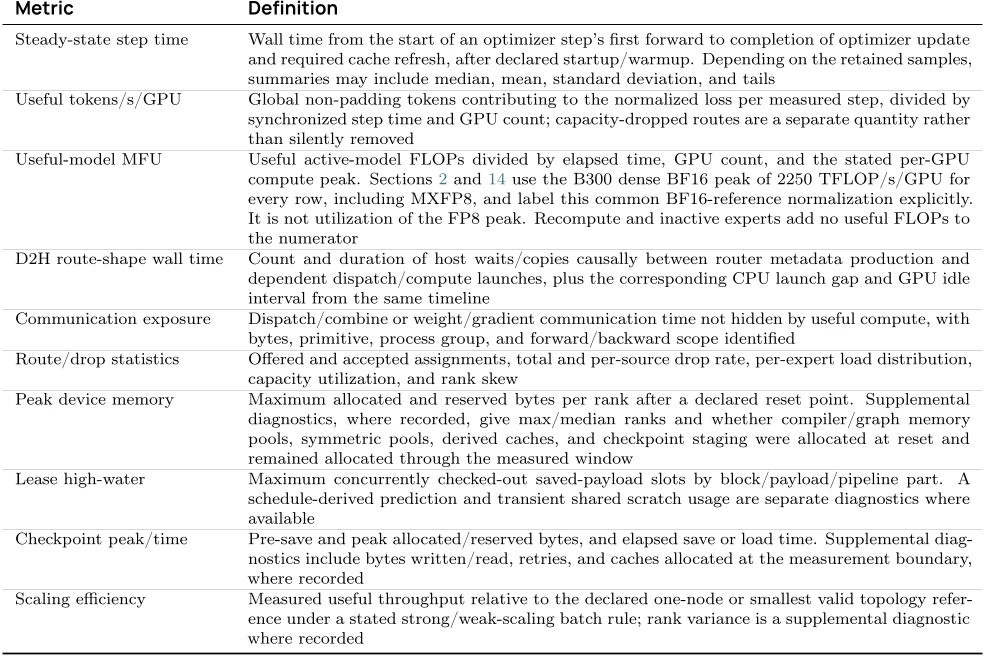 Metric Definition
Steady-state step time Wall time from the start of an optimizer step's first forward to completion of optimizer update
and required cache refresh, after declared startup/warmup. Depending on the retained samples,
summaries may include median, mean, standard deviation, and tails
Useful tokens/s/GPU Global non-padding tokens contributing to the normalized loss per measured step, divided by
synchronized step time and GPU count; capacity-dropped routes are a separate quantity rather
than silently removed
Useful-model MFU Useful active-model FLOPs divided by elapsed time, GPU count, and the stated per-GPU
compute peak. Sections 2 and 14 use the B300 dense BF16 peak of 2250 TFLOP/s/GPU for
every row, including MXFP8, and label this common BF16-reference normalization explicitly.
It is not utilization of the FP8 peak. Recompute and inactive experts add no useful FLOPs to
the numerator
D2H route-shape wall time Count and duration of host waits/copies causally between router metadata production and
dependent dispatch/compute launches, plus the corresponding CPU launch gap and GPU idle
interval from the same timeline
Communication exposure Dispatch/combine or weight/gradient communication time not hidden by useful compute, with
bytes, primitive, process group, and forward/backward scope identified
Route/drop statistics Offered and accepted assignments, total and per-source drop rate, per-expert load distribution,
capacity utilization, and rank skew
Peak device memory Maximum allocated and reserved bytes per rank after a declared reset point. Supplemental
diagnostics, where recorded, give max/median ranks and whether compiler/graph memory
pools, symmetric pools, derived caches, and checkpoint staging were allocated at reset and
remained allocated through the measured window
Lease high-water Maximum concurrently checked-out saved-payload slots by block/payload/pipeline part. A
schedule-derived prediction and transient shared scratch usage are separate diagnostics where
available
Checkpoint peak/time Pre-save and peak allocated/reserved bytes, and elapsed save or load time. Supplemental diag-
nostics include bytes written/read, retries, and caches allocated at the measurement boundary,
where recorded
Scaling efficiency Measured useful throughput relative to the declared one-node or smallest valid topology refer-
ence under a stated strong/weak-scaling batch rule; rank variance is a supplemental diagnostic
where recorded